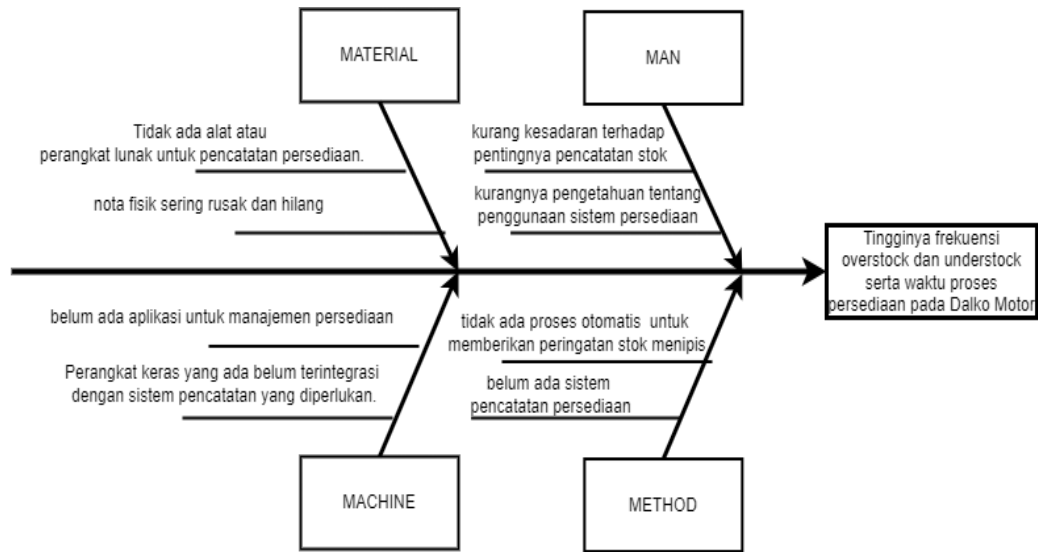 MATERIAL
MAN
Tidak ada alat atau
perangkat lunak untuk pencatatan persediaan.
nota fisik sering rusak dan hilang
kurang kesadaran terhadap
pentingnya pencatatan stok
kurangnya pengetahuan tentang
penggunaan sistem persediaan
Tingginya frekuensi
overstock dan understock
serta waktu proses
persediaan pada Dalko Motor
belum ada aplikasi untuk manajemen persediaan
Perangkat keras yang ada belum terintegrasi
dengan sistem pencatatan yang diperlukan.
tidak ada proses otomatis untuk
memberikan peringatan stok menipis
belum ada sistem
pencatatan persediaan
MACHINE
METHOD